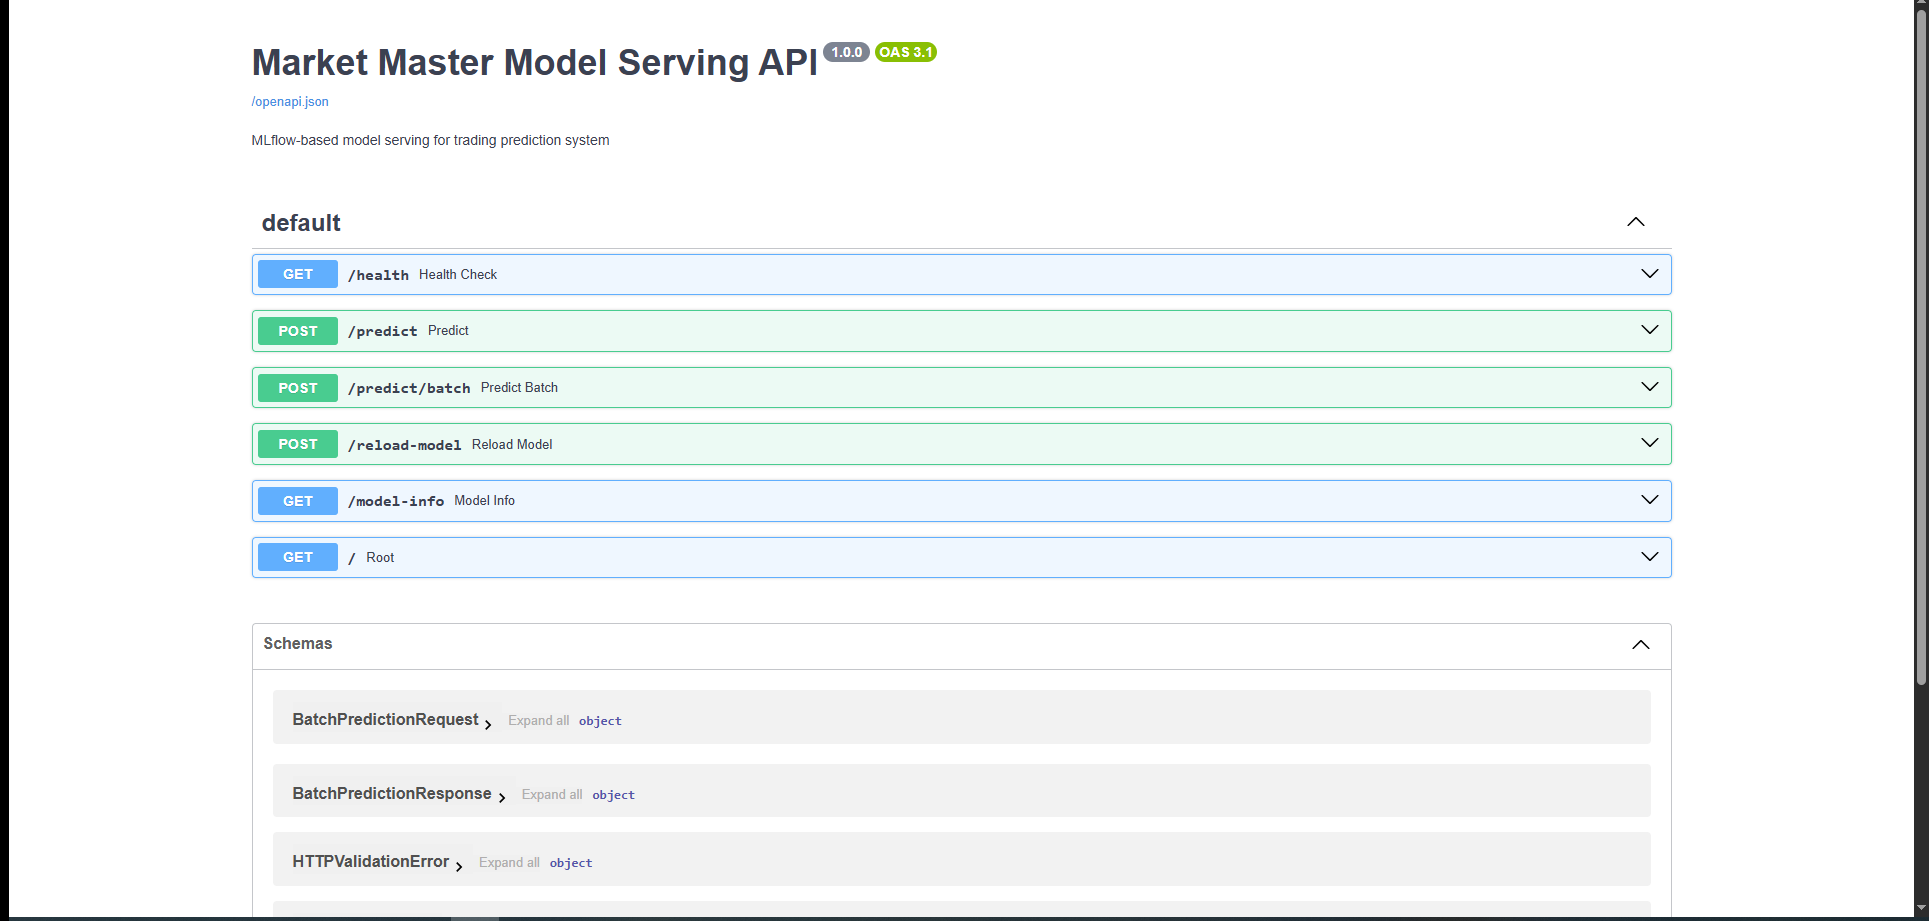 Market Master Model Serving API 1.0.0 OAS 3.1
/openapi.json
MLflow-based model serving for trading prediction system
default
GET /health Health Check
POST /predict Predict
POST /predict/batch Predict Batch
POST /reload-model Reload Model
GET /model-info Model Info
GET / Root
Schemas
BatchPredictionRequest Expand all object
BatchPredictionResponse Expand all object
HTTPValidationError Expand all object